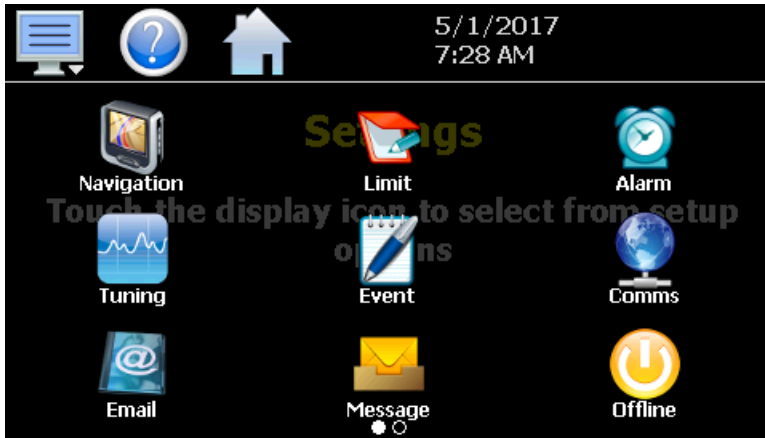 5/1/2017
7:28 AM
Settings
Navigation
Limit
Alarm
Touch the display icon to select from setup
options
Tuning
Event
Comms
Email
Message
Offline